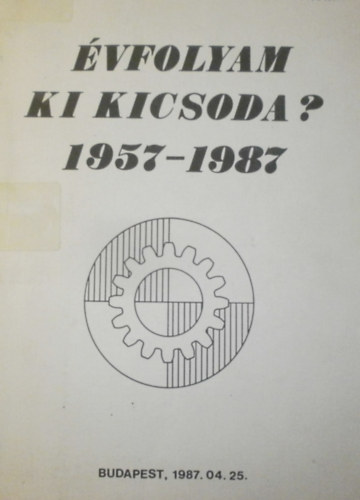 ÉVFOLYAM
KI KICSODA?
1957-1987
BUDAPEST, 1987.04.25.